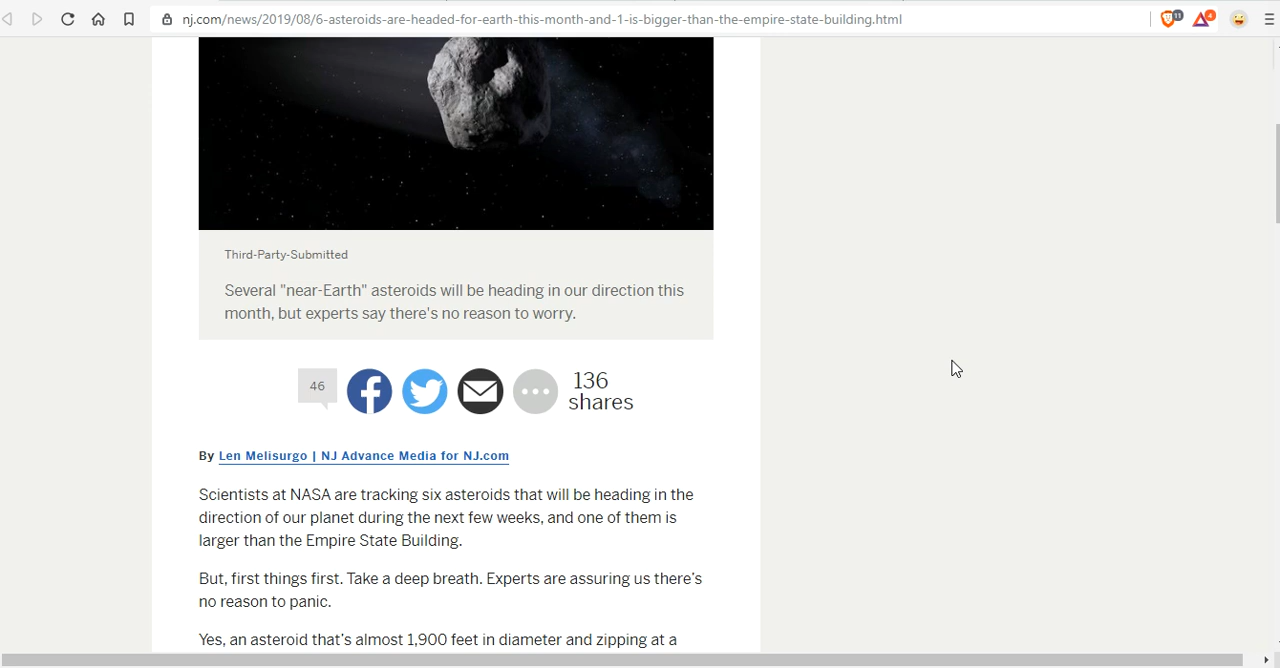 nj.com/news/2019/08/6-asteroids-are-headed-for-earth-this-month-and-1-is-bigger-than-the-empire-state-building.html
11
4
Third-Party-Submitted
Several "near-Earth" asteroids will be heading in our direction this
month, but experts say there's no reason to worry.
46
136
shares
By Len Melisurgo | NJ Advance Media for NJ.com
Scientists at NASA are tracking six asteroids that will be heading in the
direction of our planet during the next few weeks, and one of them is
larger than the Empire State Building.
But, first things first. Take a deep breath. Experts are assuring us there’s
no reason to panic.
Yes, an asteroid that’s almost 1,900 feet in diameter and zipping at a